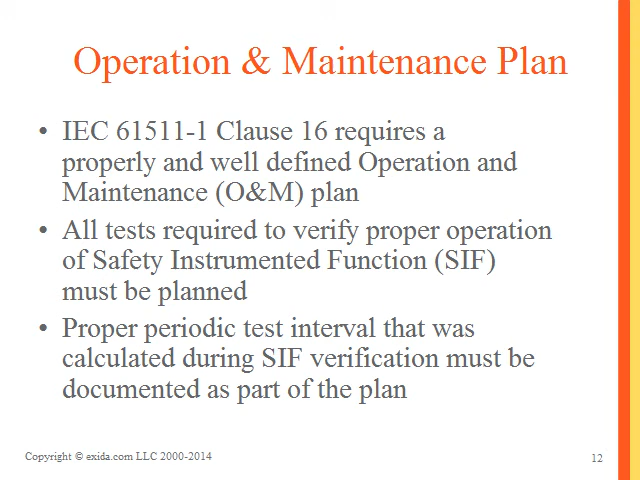 Operation & Maintenance Plan
• IEC 61511-1 Clause 16 requires a
properly and well defined Operation and
Maintenance (O&M) plan
• All tests required to verify proper operation
of Safety Instrumented Function (SIF)
must be planned
• Proper periodic test interval that was
calculated during SIF verification must be
documented as part of the plan
Copyright © exida.com LLC 2000-2014
12